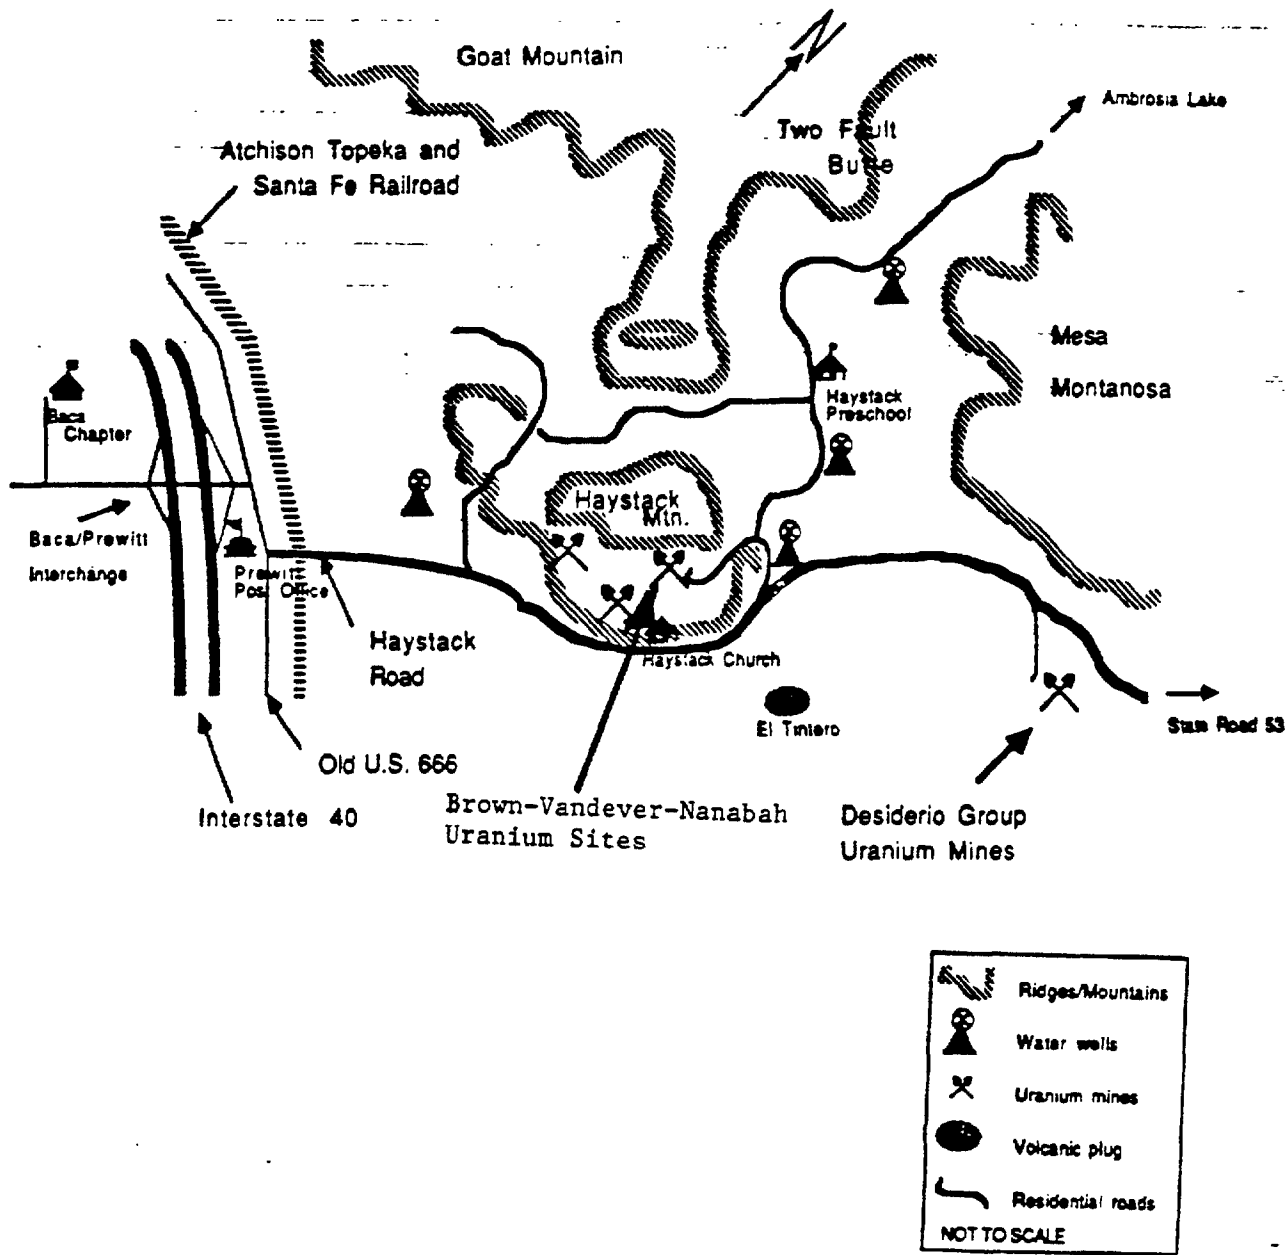 Goat Mountain
N
Two Fault
Butte
Ambrosia Lake
Atchison Topeka and
Santa Fe Railroad
Mesa
Montanosa
Haystack
Preschool
Baca
Chapter
Haystack
Mtn.
Baca/Prewitt
Interchange
Prewitt
Post Office
Haystack
Road
Haystack Church
El Tintero
State Road 53
Old U.S. 666
Interstate 40
Brown-Vandever-Nanabah
Uranium Sites
Desiderio Group
Uranium Mines
Ridges/Mountains
Water wells
Uranium mines
Volcanic plug
Residential roads
NOT TO SCALE